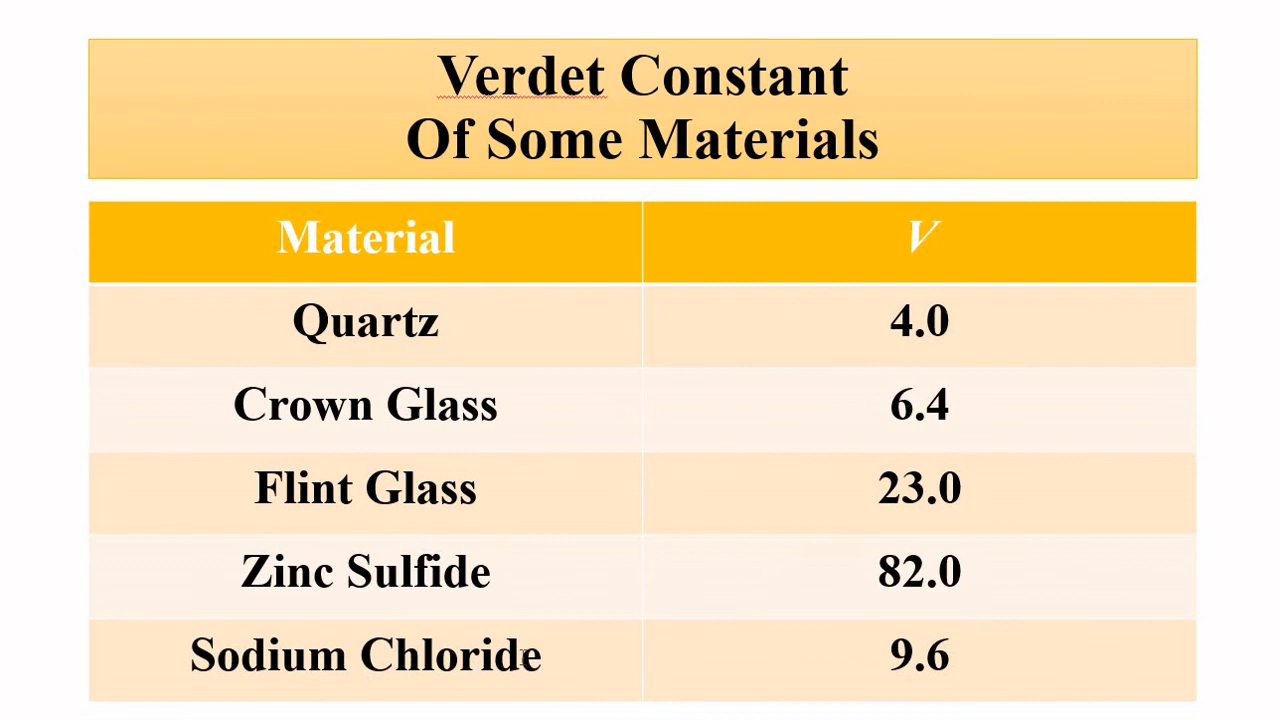 Verdet Constant
Of Some Materials
Material V
Quartz 4.0
Crown Glass 6.4
Flint Glass 23.0
Zinc Sulfide 82.0
Sodium Chloride 9.6